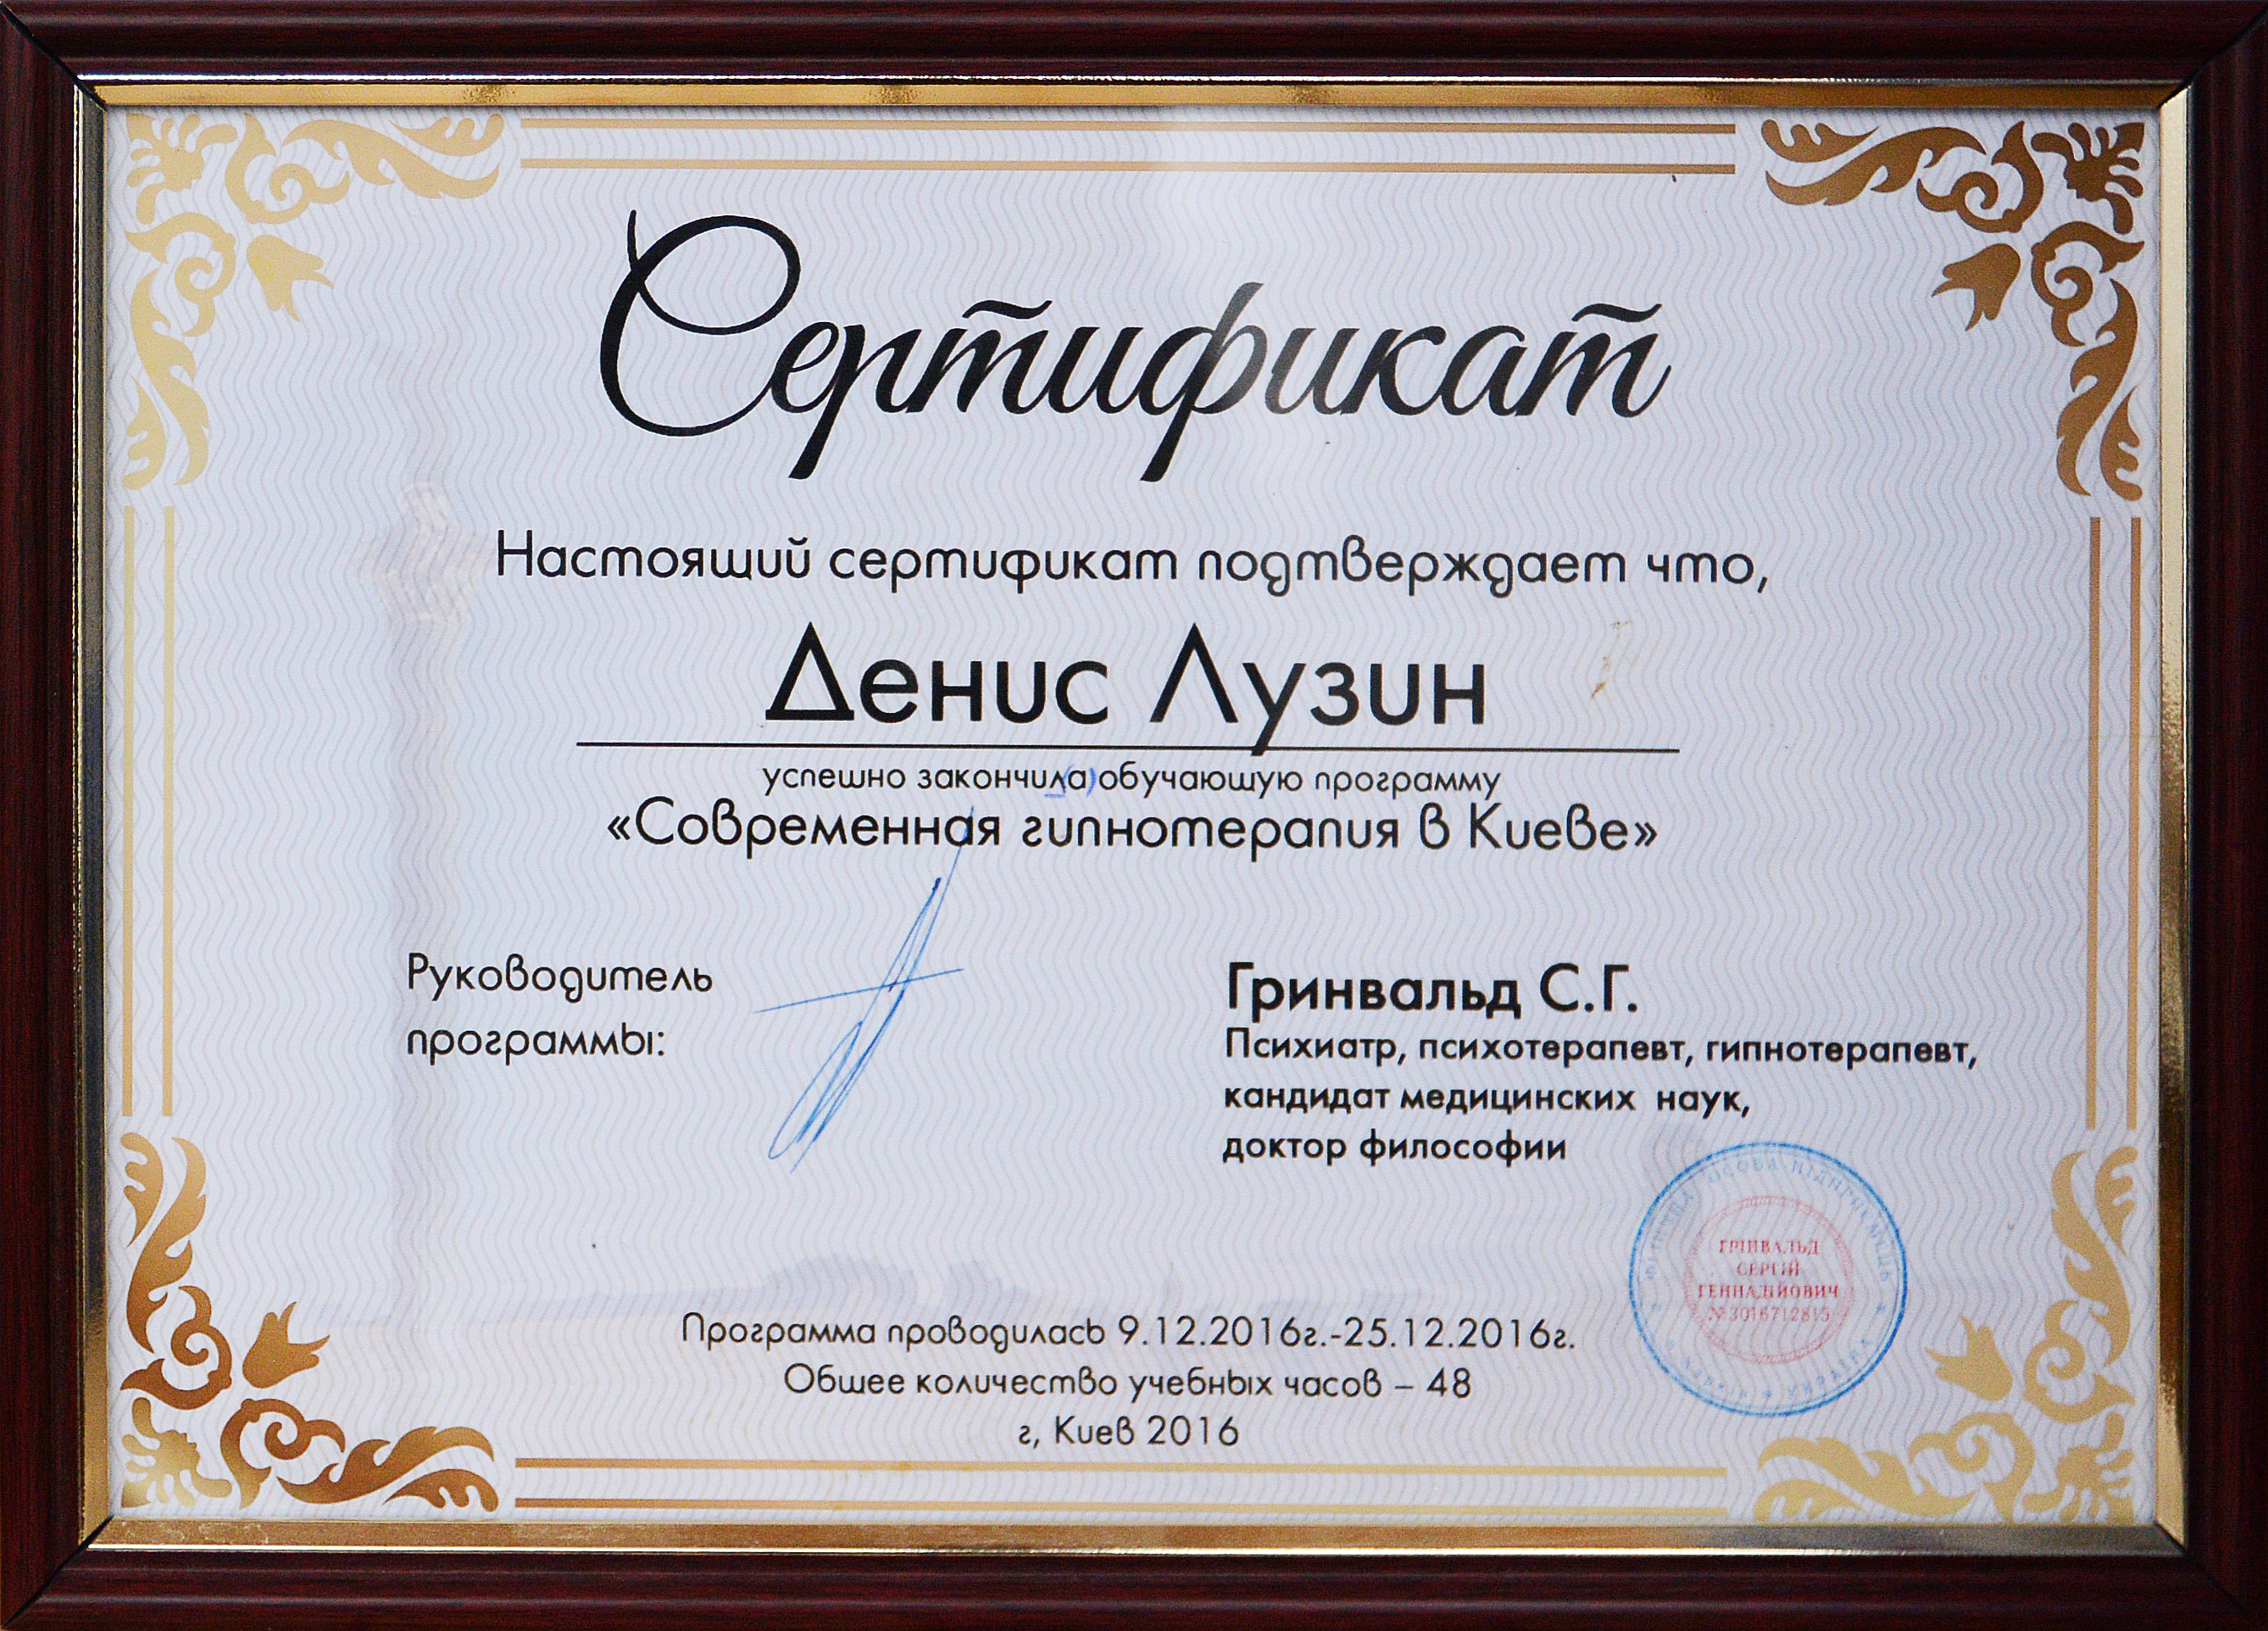 Сертификат
Настоящий сертификат подтверждает что,
Денис Лузин
успешно закончил(а) обучающую программу
«Современная гипнотерапия в Киеве»
Руководитель
программы:
Гринвальд С.Г.
Психиатр, психотерапевт, гипнотерапевт,
кандидат медицинских наук,
доктор философии
ГРІНВАЛЬД
СЕРГІЙ
ГЕННАДІЙОВИЧ
№3016712815
Программа проводилась 9.12.2016г.-25.12.2016г.
Общее количество учебных часов – 48
г, Киев 2016